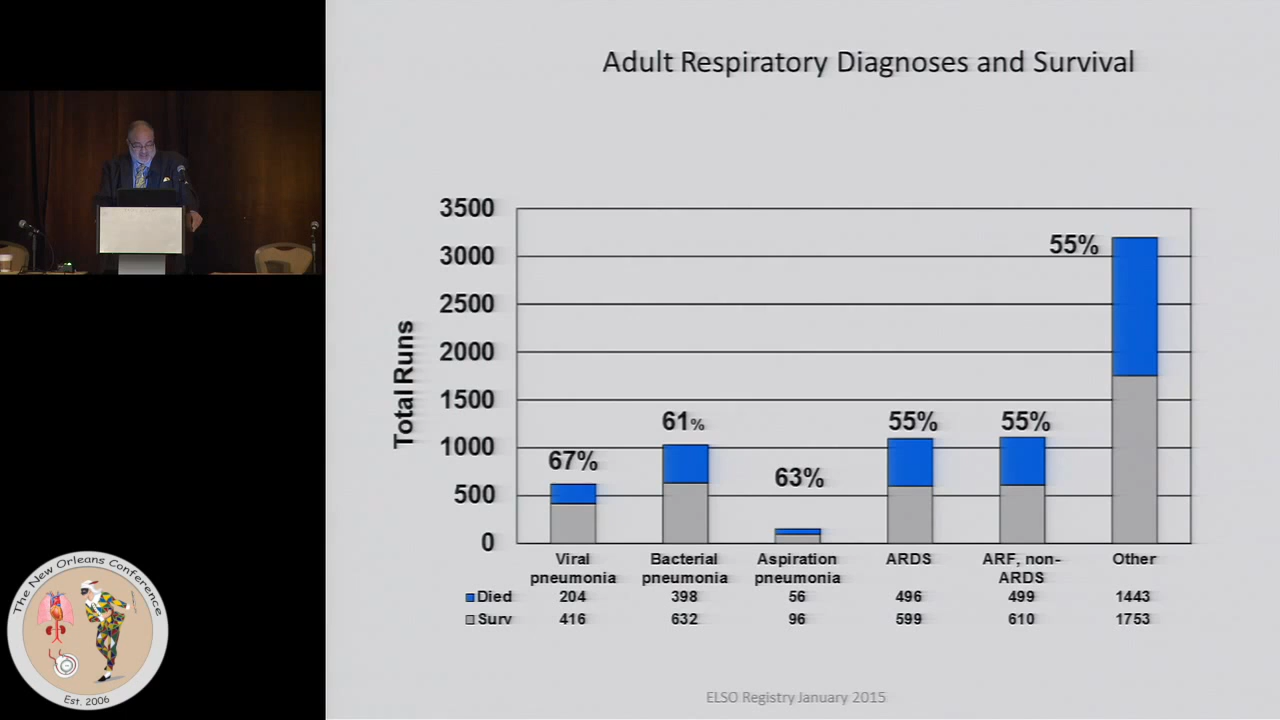 Adult Respiratory Diagnoses and Survival
Total Runs
3500
3000
2500
2000
1500
1000
500
0
67%
61%
63%
55%
55%
55%
Viral pneumonia
Bacterial pneumonia
Aspiration pneumonia
ARDS
ARF, non-ARDS
Other
Died 204 398 56 496 499 1443
Surv 416 632 96 599 610 1753
ELSO Registry January 2015
The New Orleans Conference
Est. 2006